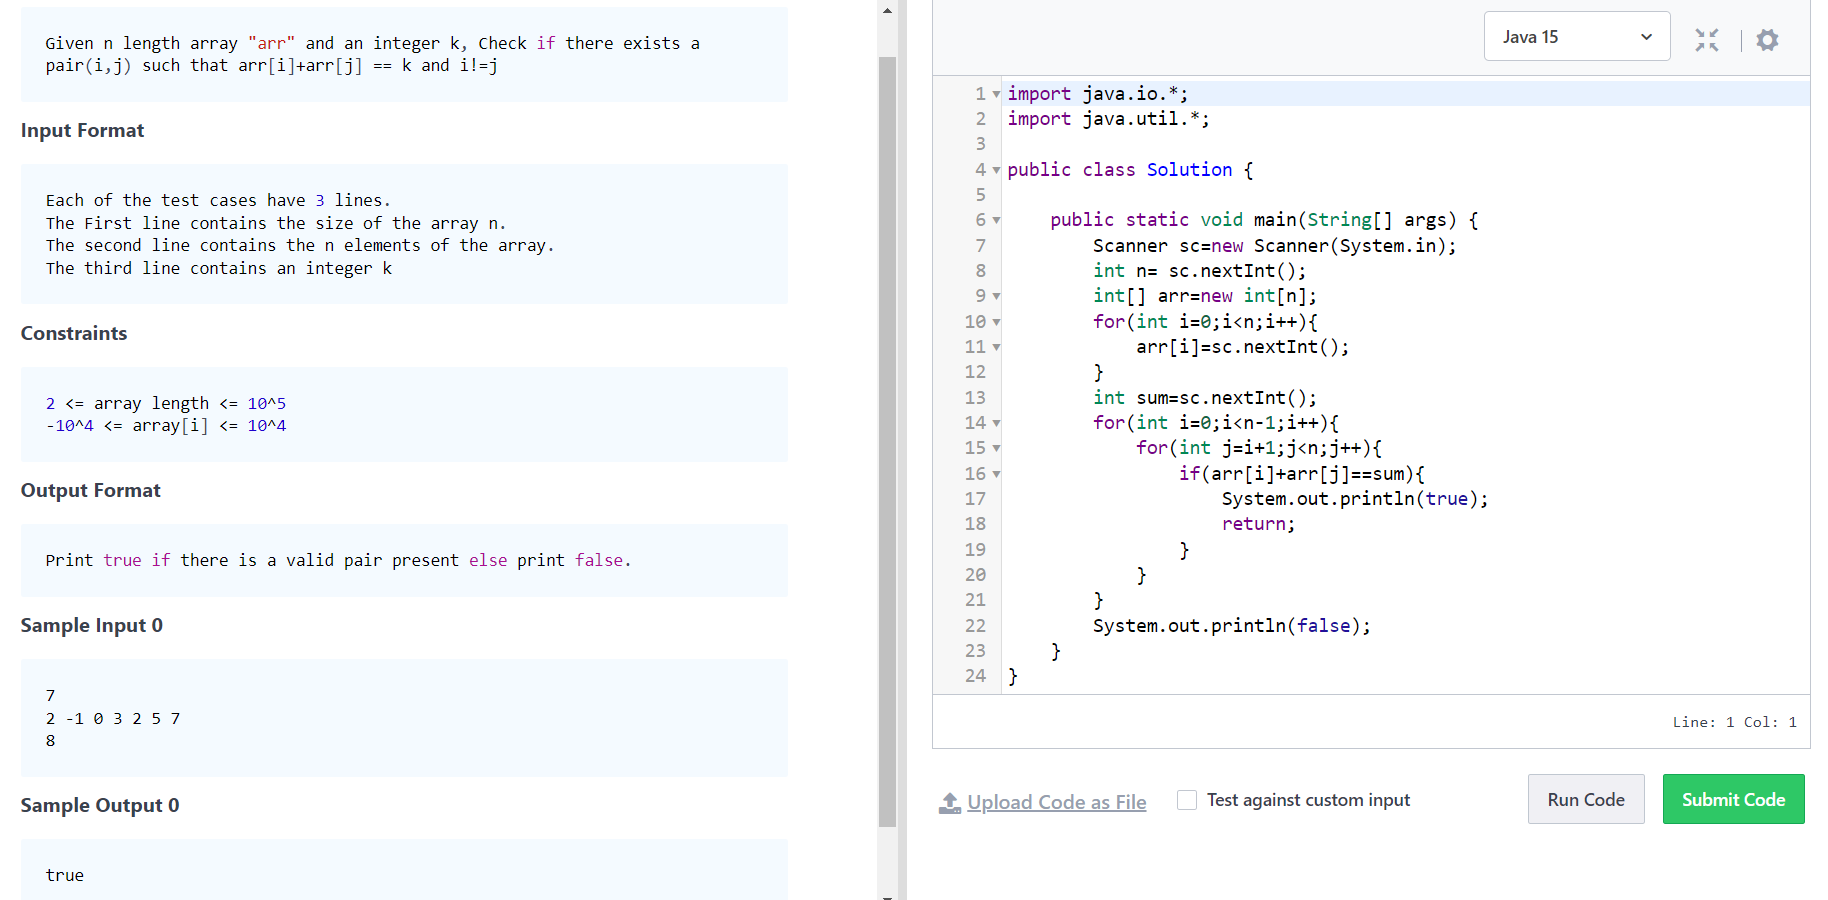 Given n length array "arr" and an integer k, Check if there exists a
pair(i,j) such that arr[i]+arr[j] == k and i!=j
Input Format
Each of the test cases have 3 lines.
The First line contains the size of the array n.
The second line contains the n elements of the array.
The third line contains an integer k
Constraints
2 <= array length <= 10^5
-10^4 <= array[i] <= 10^4
Output Format
Print true if there is a valid pair present else print false.
Sample Input 0
7
2 -1 0 3 2 5 7
8
Sample Output 0
true
Java 15
1 import java.io.*;
2 import java.util.*;
3
4 public class Solution {
5
6     public static void main(String[] args) {
7         Scanner sc=new Scanner(System.in);
8         int n= sc.nextInt();
9         int[] arr=new int[n];
10         for(int i=0;i<n;i++){
11             arr[i]=sc.nextInt();
12         }
13         int sum=sc.nextInt();
14         for(int i=0;i<n-1;i++){
15             for(int j=i+1;j<n;j++){
16                 if(arr[i]+arr[j]==sum){
17                     System.out.println(true);
18                     return;
19                 }
20             }
21         }
22         System.out.println(false);
23     }
24 }
Line: 1 Col: 1
Upload Code as File
Test against custom input
Run Code
Submit Code